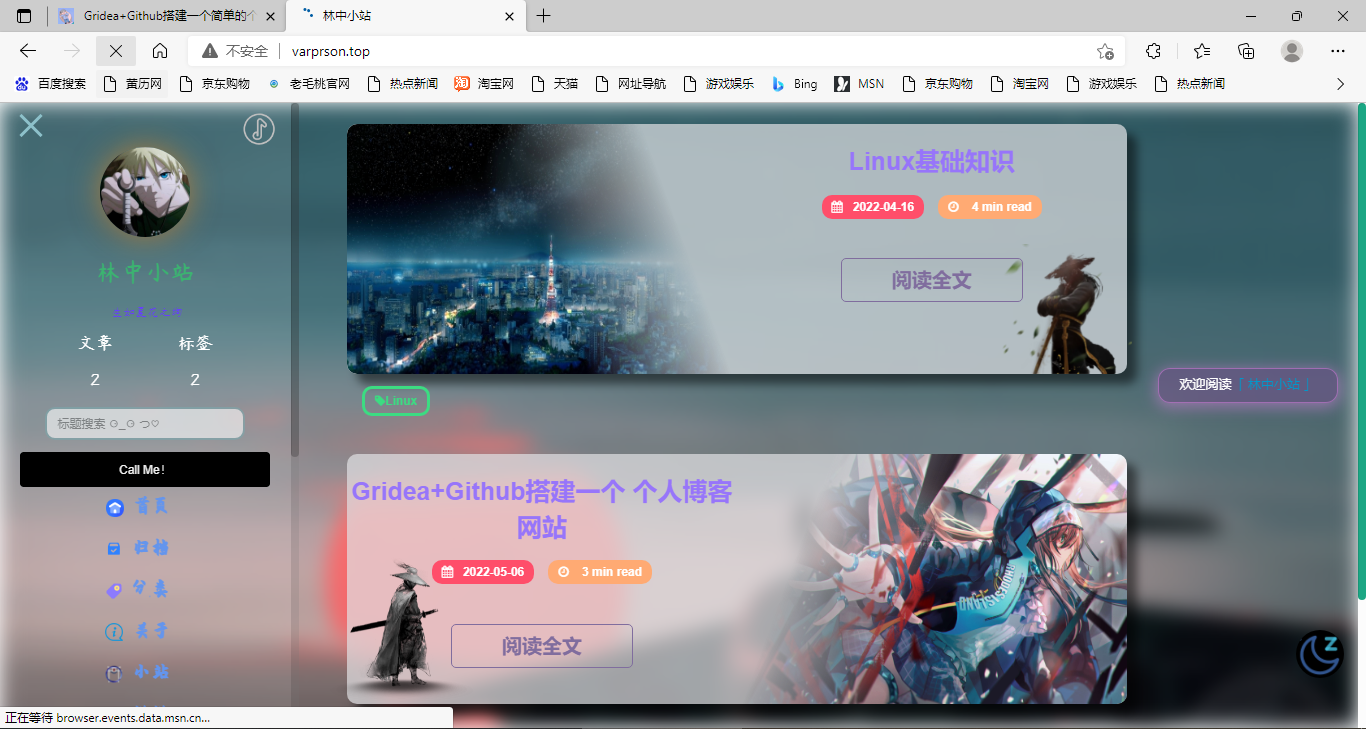 Gridea+Github搭建一个简单的个
林中小站
不安全
varprson.top
百度搜索
黄历网
京东购物
老毛桃官网
热点新闻
淘宝网
天猫
网址导航
游戏娱乐
Bing
MSN
京东购物
淘宝网
游戏娱乐
热点新闻
林中小站
生如夏花之绚
文章 标签
2 2
标题搜索
Call Me!
首页
归档
分类
关于
小站
Linux基础知识
2022-04-16 4 min read
阅读全文
Linux
欢迎阅读「 林中小站 」
Gridea+Github搭建一个 个人博客
网站
2022-05-06 3 min read
阅读全文
RHODES ISLAND
Z
正在等待 browser.events.data.msn.cn...